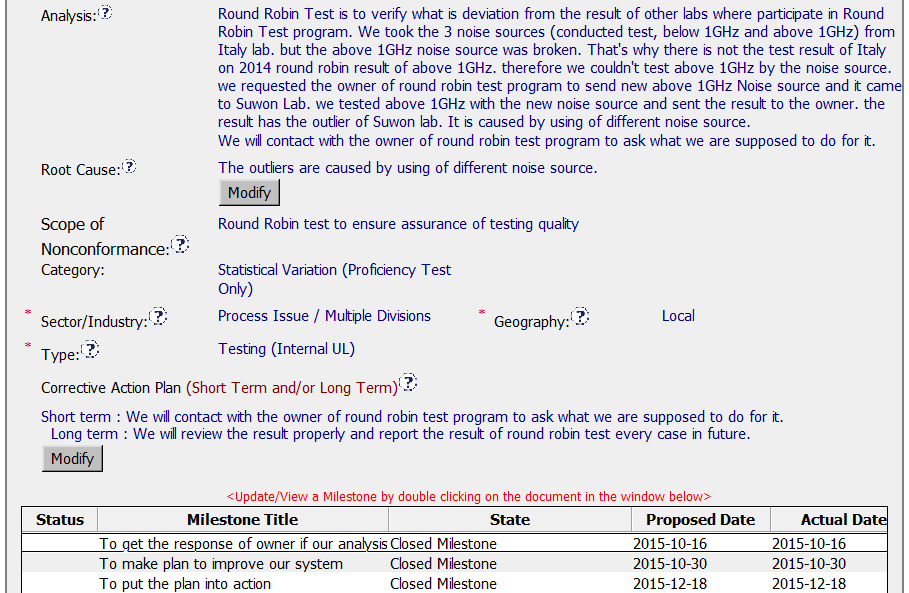 Analysis: ? Round Robin Test is to verify what is deviation from the result of other labs where participate in Round
Robin Test program. We took the 3 noise sources (conducted test, below 1GHz and above 1GHz) from
Italy lab. but the above 1GHz noise source was broken. That's why there is not the test result of Italy
on 2014 round robin result of above 1GHz. therefore we couldn't test above 1GHz by the noise source.
we requested the owner of round robin test program to send new above 1GHz Noise source and it came
to Suwon Lab. we tested above 1GHz with the new noise source and sent the result to the owner. the
result has the outlier of Suwon lab. It is caused by using of different noise source.
We will contact with the owner of round robin test program to ask what we are supposed to do for it.
Root Cause: ? The outliers are caused by using of different noise source.
Modify
Scope of Round Robin test to ensure assurance of testing quality
Nonconformance: ?
Category: Statistical Variation (Proficiency Test
Only)
* Sector/Industry: ? Process Issue / Multiple Divisions * Geography: ? Local
* Type: ? Testing (Internal UL)
Corrective Action Plan (Short Term and/or Long Term) ?
Short term : We will contact with the owner of round robin test program to ask what we are supposed to do for it.
Long term : We will review the result properly and report the result of round robin test every case in future.
Modify
<Update/View a Milestone by double clicking on the document in the window below>
Status Milestone Title State Proposed Date Actual Date
To get the response of owner if our analysis Closed Milestone 2015-10-16 2015-10-16
To make plan to improve our system Closed Milestone 2015-10-30 2015-10-30
To put the plan into action Closed Milestone 2015-12-18 2015-12-18